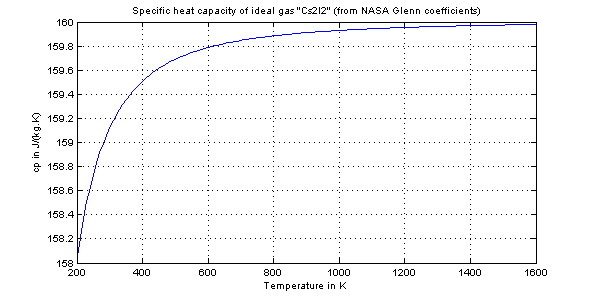 Specific heat capacity of ideal gas "Cs2I2" (from NASA Glenn coefficients)
160
159.8
159.6
159.4
159.2
159
158.8
158.6
158.4
158.2
158
cp in J/(kg.K)
200 400 600 800 1000 1200 1400 1600
Temperature in K